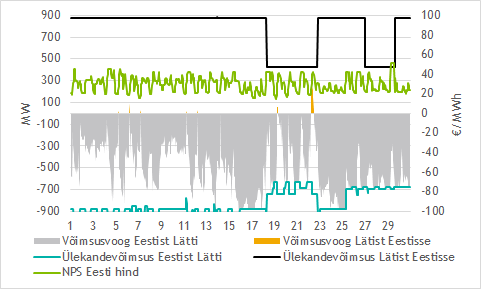 900 100
700 80
500 60
300 40
100 20
-100 0
-300 -20
-500 -40
-700 -60
-900 -80
-100
MW
€/MWh
1 3 5 7 9 11 13 15 17 19 21 23 25 27 29
Võimsusvoog Eestist Lätti Võimsusvoog Lätist Eestisse
Ülekandevõimsus Eestist Lätti Ülekandevõimsus Lätist Eestisse
NPS Eesti hind